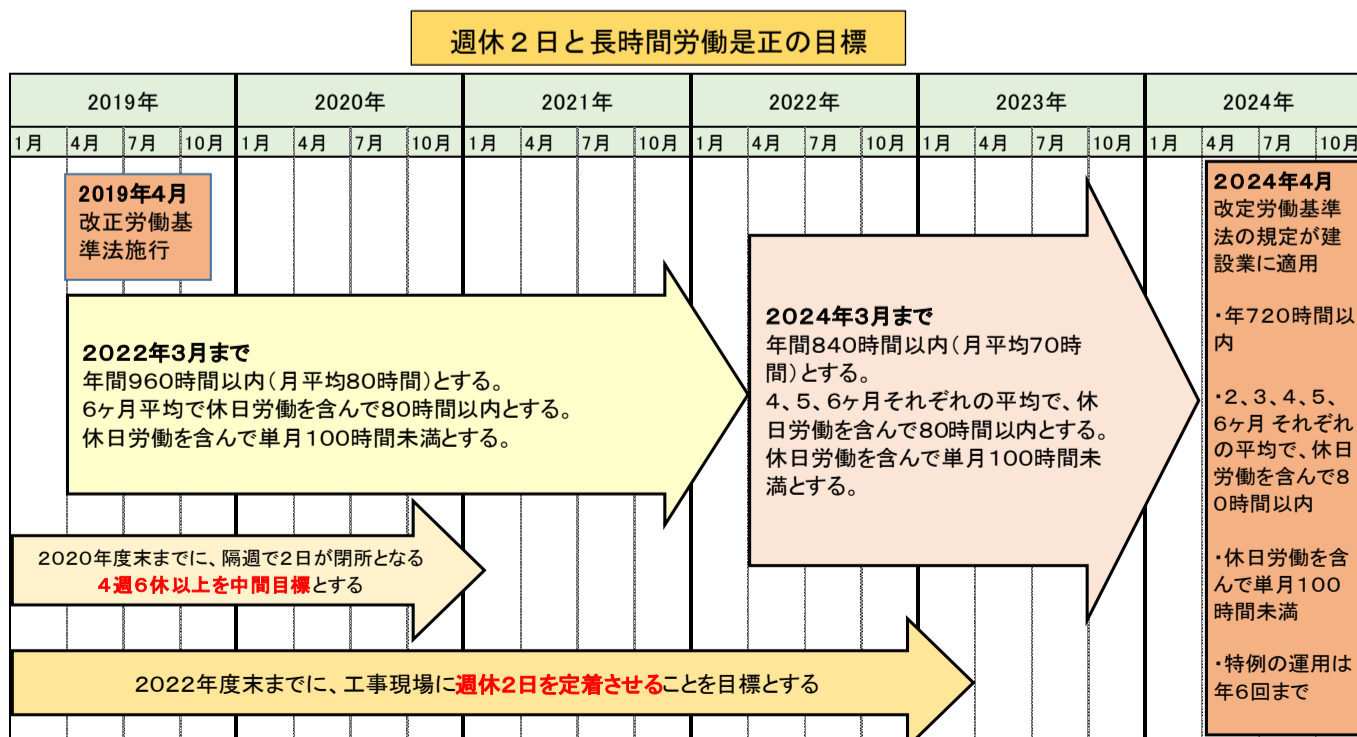 週休２日と長時間労働是正の目標
2019年 2020年 2021年 2022年 2023年 2024年
1月 4月 7月 10月 1月 4月 7月 10月 1月 4月 7月 10月 1月 4月 7月 10月 1月 4月 7月 10月 1月 4月 7月 10月
2019年4月
改正労働基
準法施行
2022年3月まで
年間960時間以内（月平均80時間）とする。
6ヶ月平均で休日労働を含んで80時間以内とする。
休日労働を含んで単月100時間未満とする。
2024年3月まで
年間840時間以内（月平均70時
間）とする。
4、5、6ヶ月それぞれの平均で、休
日労働を含んで80時間以内とする。
休日労働を含んで単月100時間未
満とする。
2024年4月
改定労働基準
法の規定が建
設業に適用
・年720時間以
内
・2、3、4、5、
6ヶ月 それぞれ
の平均で、休日
労働を含んで8
0時間以内
・休日労働を含
んで単月100
時間未満
・特例の運用は
年6回まで
2020年度末までに、隔週で2日が閉所となる
4週6休以上を中間目標とする
2022年度末までに、工事現場に週休2日を定着させることを目標とする